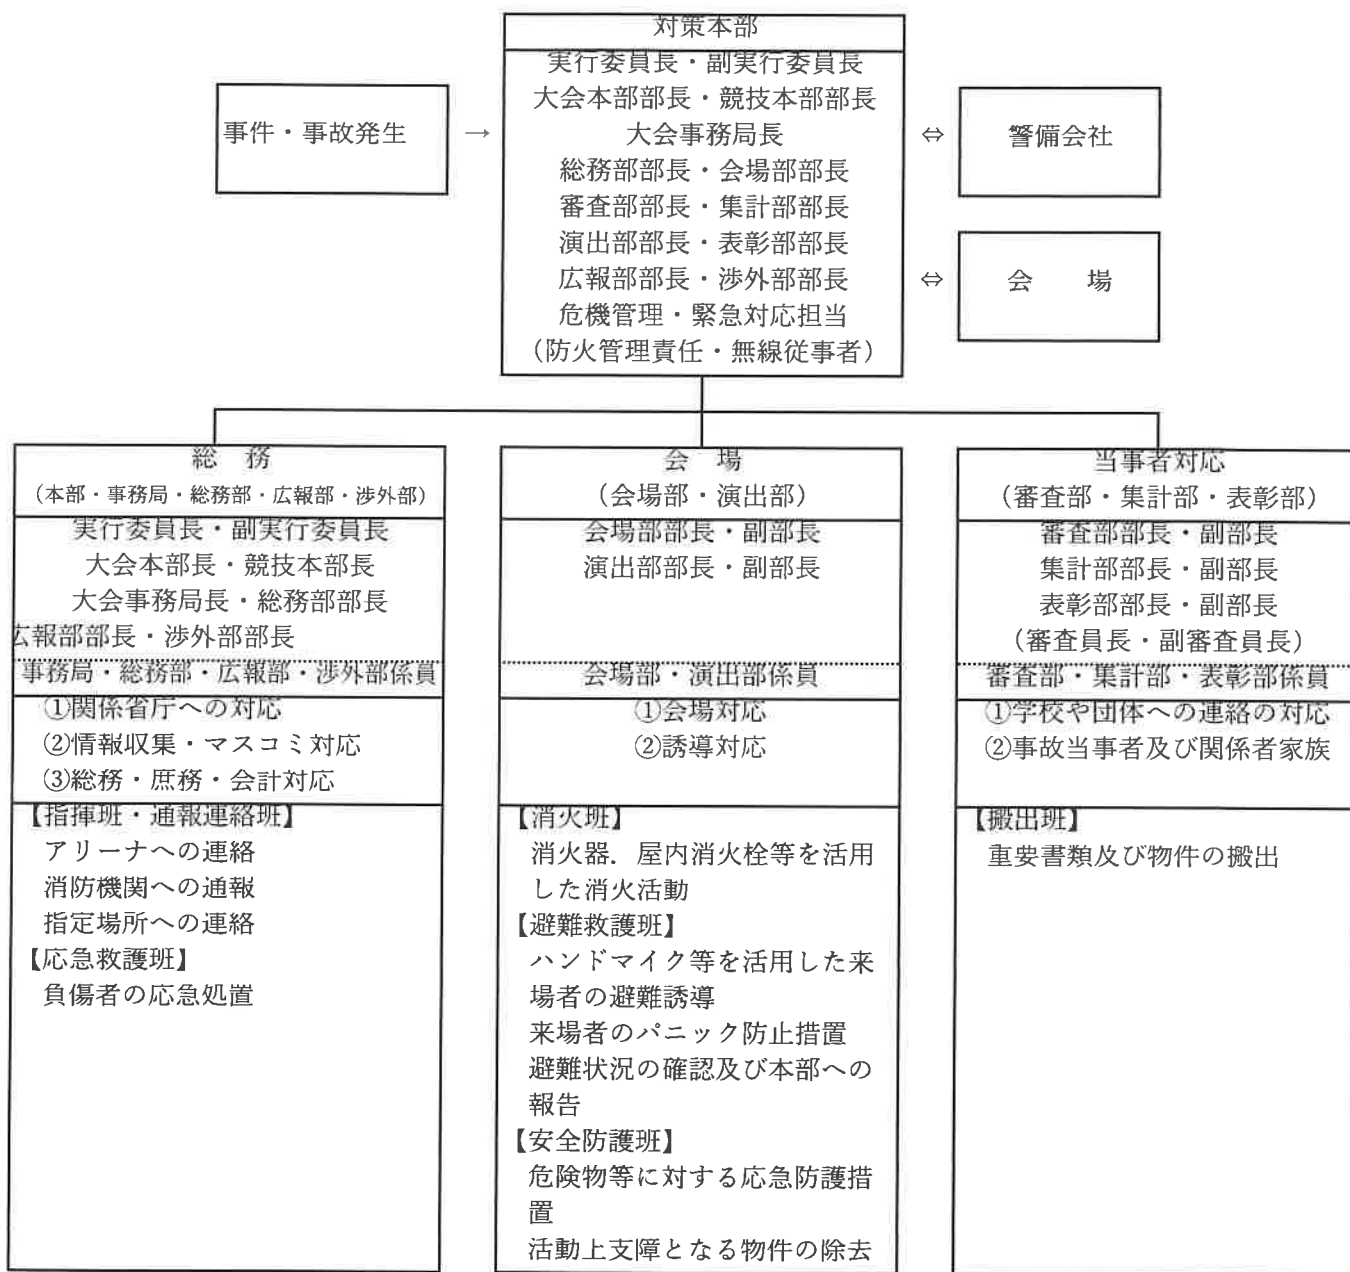 対策本部
実行委員長・副実行委員長
大会本部部長・競技本部部長
大会事務局長
総務部部長・会場部部長
審査部部長・集計部部長
演出部部長・表彰部部長
広報部部長・渉外部部長
危機管理・緊急対応担当
（防火管理責任・無線従事者）
事件・事故発生
→
⇔
警備会社
⇔
会　場
総　務
（本部・事務局・総務部・広報部・渉外部）
実行委員長・副実行委員長
大会本部長・競技本部長
大会事務局長・総務部部長
広報部部長・渉外部部長
事務局・総務部・広報部・渉外部係員
①関係省庁への対応
②情報収集・マスコミ対応
③総務・庶務・会計対応
【指揮班・通報連絡班】
アリーナへの連絡
消防機関への通報
指定場所への連絡
【応急救護班】
負傷者の応急処置
会　場
（会場部・演出部）
会場部部長・副部長
演出部部長・副部長
会場部・演出部係員
①会場対応
②誘導対応
【消火班】
消火器．屋内消火栓等を活用
した消火活動
【避難救護班】
ハンドマイク等を活用した来
場者の避難誘導
来場者のパニック防止措置
避難状況の確認及び本部への
報告
【安全防護班】
危険物等に対する応急防護措
置
活動上支障となる物件の除去
当事者対応
（審査部・集計部・表彰部）
審査部部長・副部長
集計部部長・副部長
表彰部部長・副部長
（審査員長・副審査員長）
審査部・集計部・表彰部係員
①学校や団体への連絡の対応
②事故当事者及び関係者家族
【搬出班】
重要書類及び物件の搬出